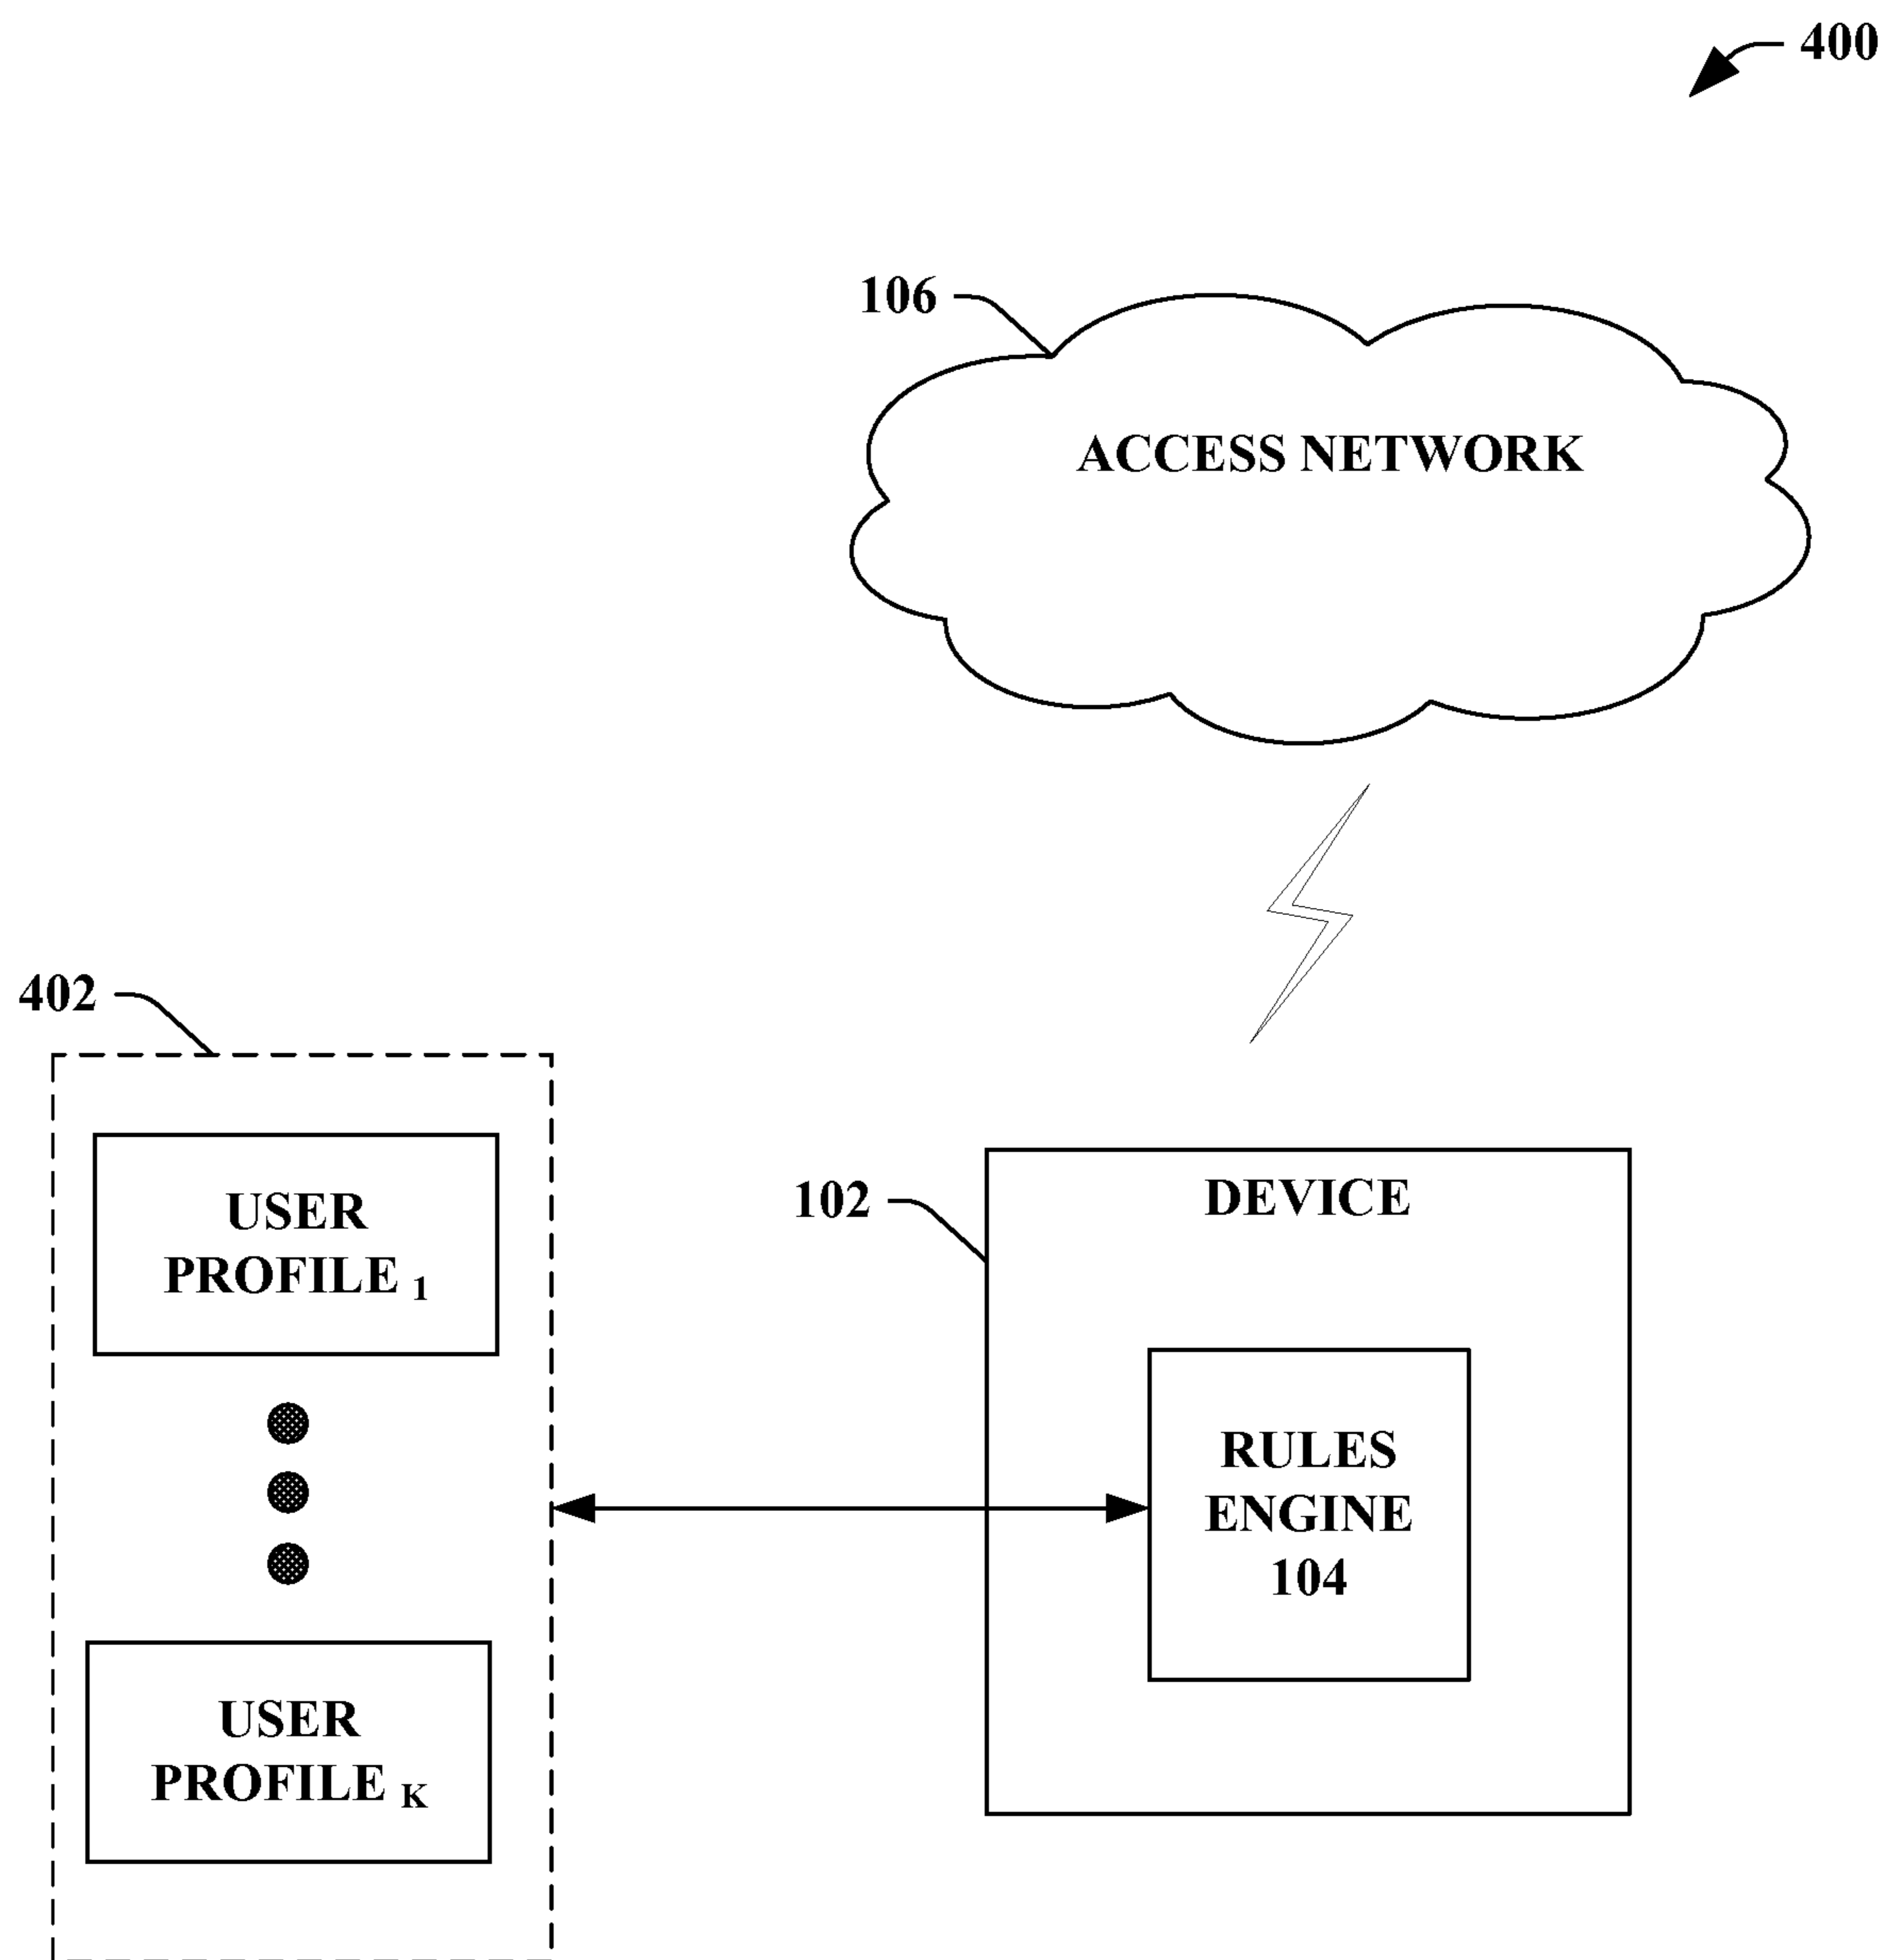 400
106
ACCESS NETWORK
402
USER
PROFILE 1
102
DEVICE
RULES
ENGINE
104
USER
PROFILE K